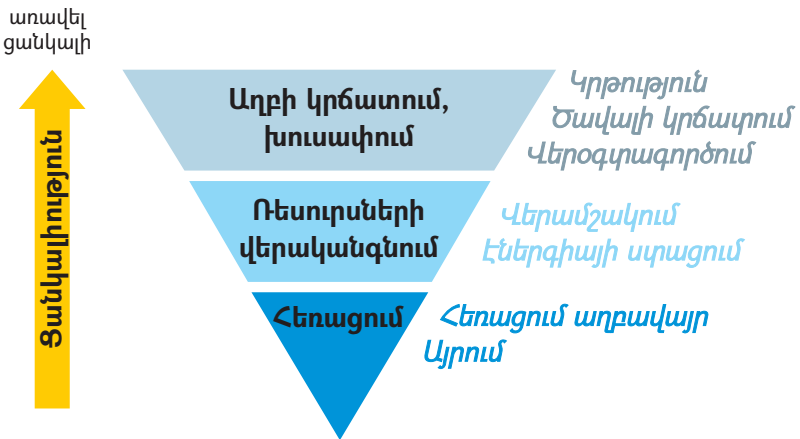 առավել
ցանկալի
Ցանկալիություն
Աղբի կրճատում,
խուսափում
Կրթություն
Ծավալի կրճատում
Վերօգտագործում
Ռեսուրսների
վերականգնում
Վերամշակում
Էներգիայի ստացում
Հեռացում
Հեռացում աղբավայր
Այրում